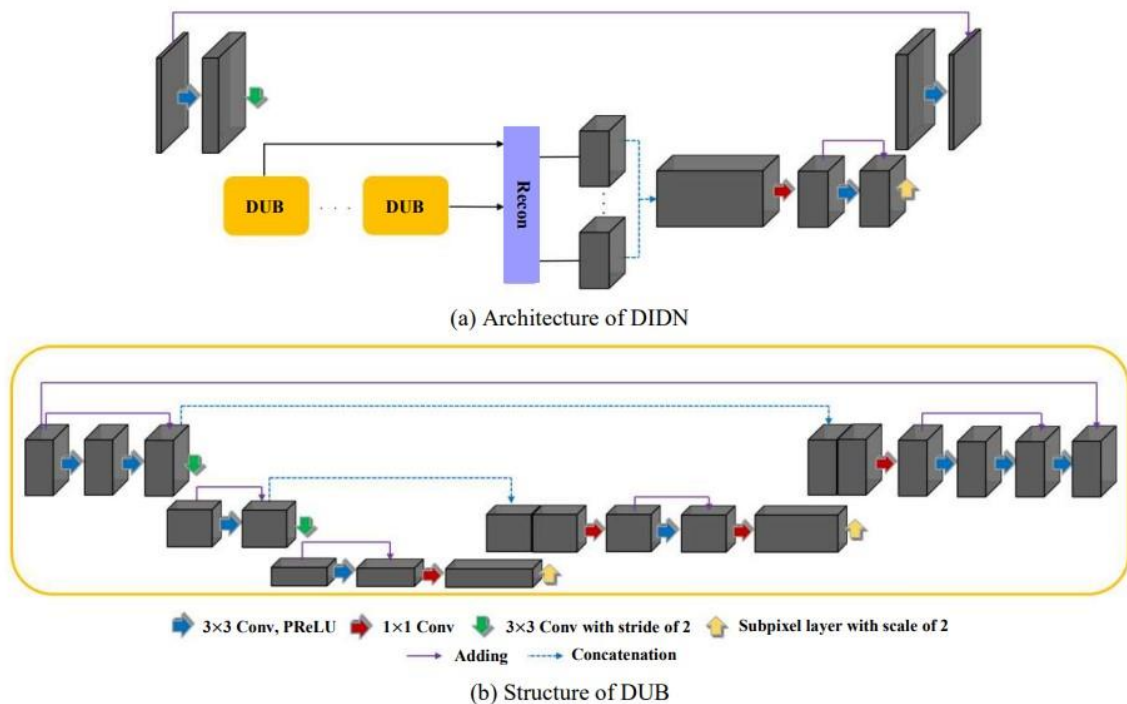 DUB
. . .
DUB
Recon
(a) Architecture of DIDN
3×3 Conv, PReLU 1×1 Conv 3×3 Conv with stride of 2 Subpixel layer with scale of 2
Adding Concatenation
(b) Structure of DUB